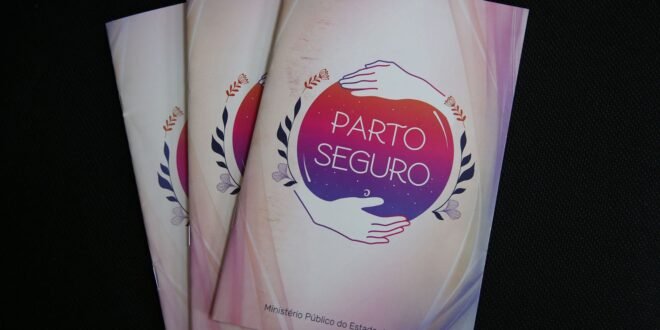 PARTO
SEGURO
Ministério Público do Estado